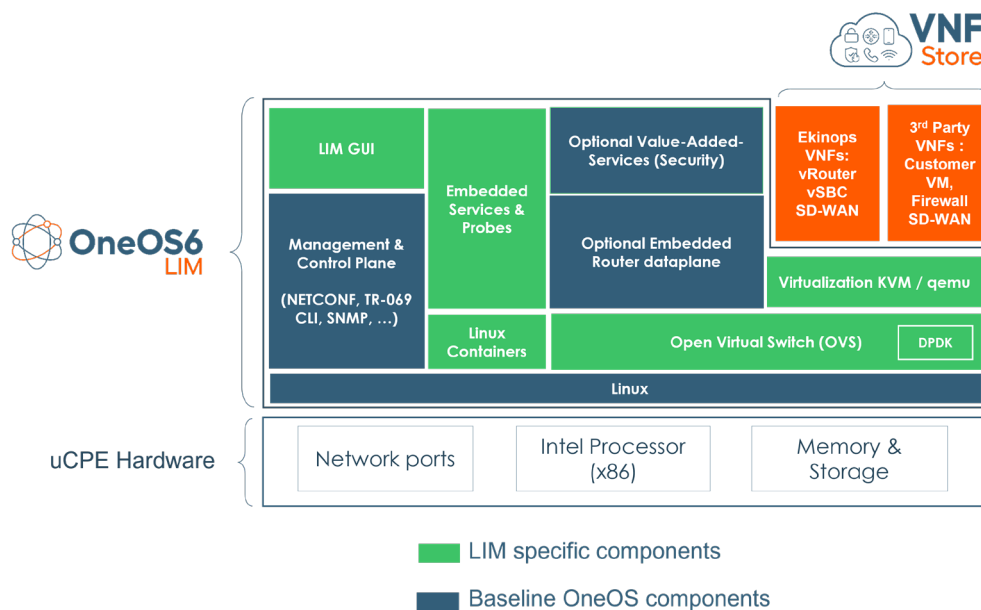 VNF
Store
LIM GUI
Management &
Control Plane
(NETCONF, TR-069
CLI, SNMP, ...)
Embedded
Services &
Probes
Linux
Containers
Optional Value-Added-
Services (Security)
Optional Embedded
Router dataplane
Ekinops
VNFs:
vRouter
vSBC
SD-WAN
3rd Party
VNFs :
Customer
VM,
Firewall
SD-WAN
Virtualization KVM / qemu
Open Virtual Switch (OVS)
DPDK
Linux
OneOS6
LIM
uCPE Hardware
Network ports
Intel Processor
(x86)
Memory &
Storage
LIM specific components
Baseline OneOS components